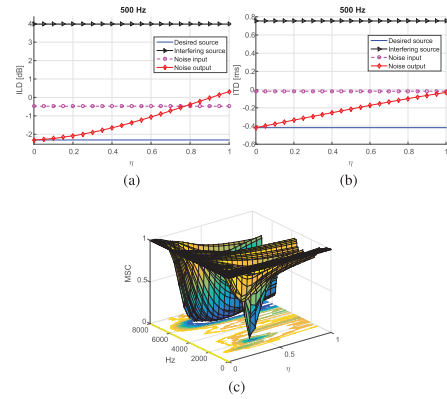 500 Hz
ILD [dB]
4
3
2
1
0
-1
-2
Desired source
Interfering source
Noise input
Noise output
0
0.2
0.4
0.6
0.8
1
η
(a)
500 Hz
ITD [ms]
0.8
0.6
0.4
0.2
0
-0.2
-0.4
-0.6
Desired source
Interfering source
Noise input
Noise output
0
0.2
0.4
0.6
0.8
1
η
(b)
MSC
1
0.5
0
8000
6000
4000
2000
0
Hz
0
0.5
1
η
(c)